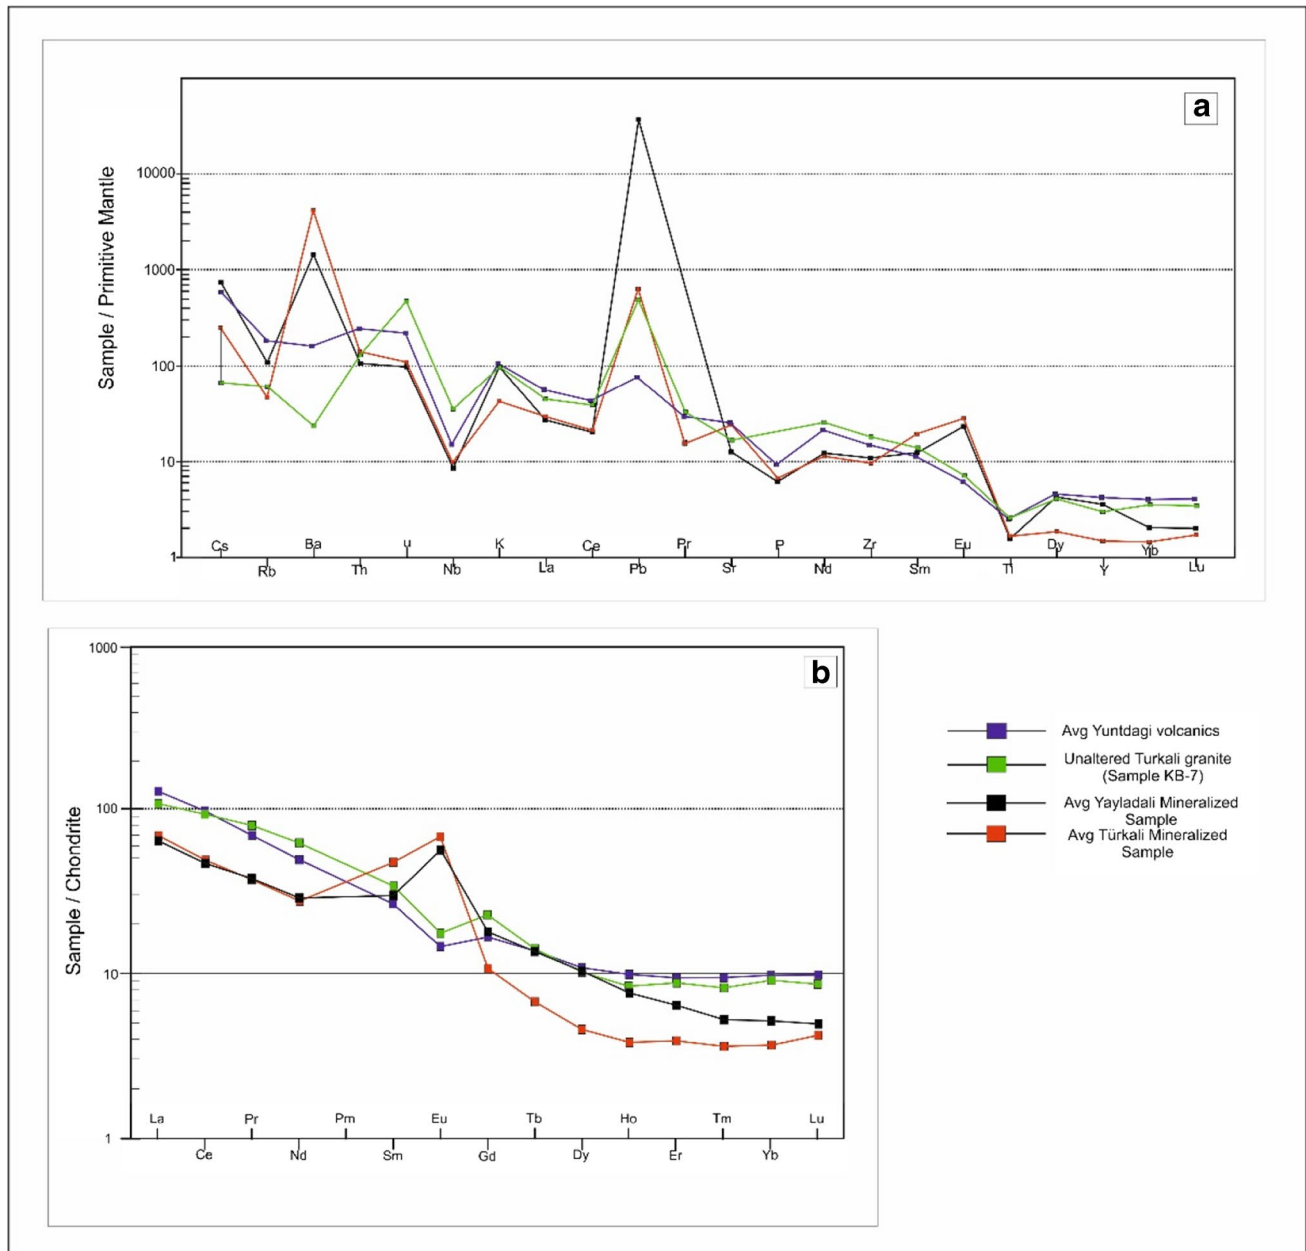 a
Sample / Primitive Mantle
10000
1000
100
10
1
Cs Ba u K Ce Pr P Zr Eu Dy Yb
Rb Th Nb La Pb Sr Nd Sm Ti Y Lu
b
Sample / Chondrite
1000
100
10
1
La Pr Pm Eu Tb Ho Tm Lu
Ce Nd Sm Gd Dy Er Yb
Avg Yuntdagi volcanics
Unaltered Turkali granite
(Sample KB-7)
Avg Yayladali Mineralized
Sample
Avg Türkali Mineralized
Sample